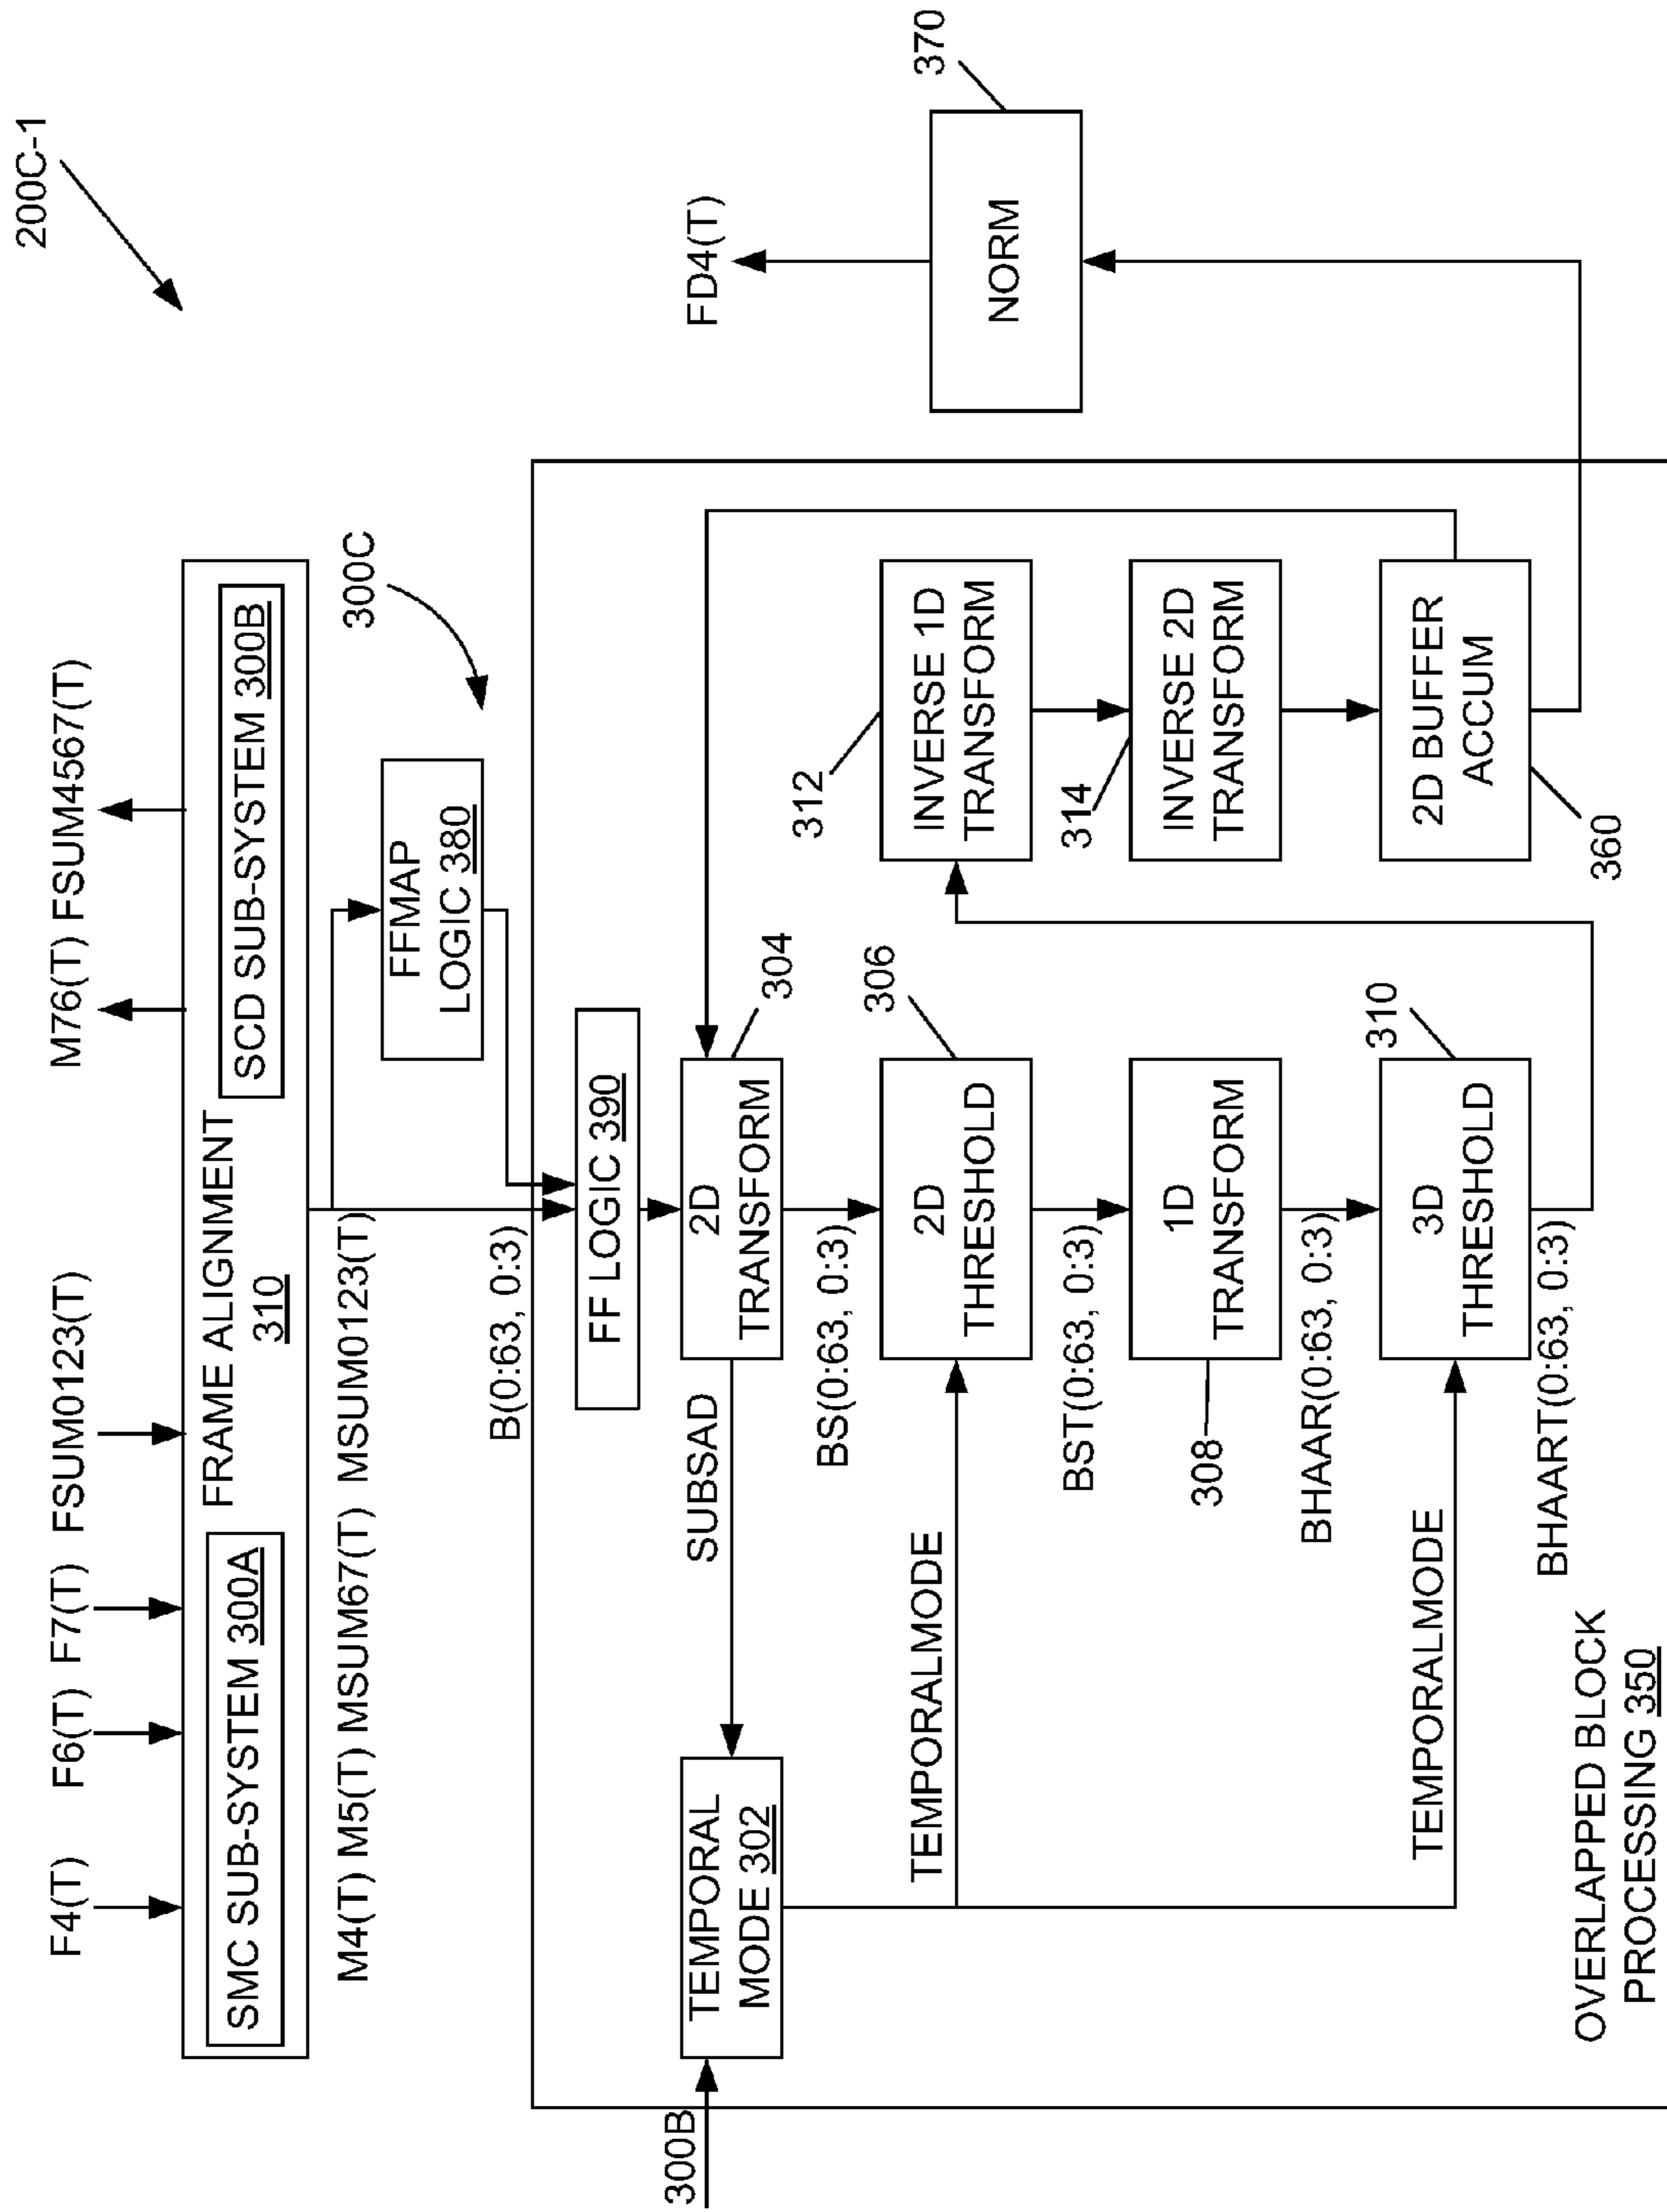 200C-1
F4(T) F6(T) F7(T) FSUM0123(T) M76(T) FSUM4567(T)
SMC SUB-SYSTEM 300A
FRAME ALIGNMENT
310
SCD SUB-SYSTEM 300B
M4(T) M5(T) MSUM67(T) MSUM0123(T)
FFMAP
LOGIC 380
300C
B(0:63, 0:3)
FF LOGIC 390
300B
TEMPORAL
MODE 302
SUBSAD
2D
TRANSFORM
304
BS(0:63, 0:3)
TEMPORALMODE
2D
THRESHOLD
306
BST(0:63, 0:3)
1D
TRANSFORM
308
BHAAR(0:63, 0:3)
TEMPORALMODE
3D
THRESHOLD
310
BHAART(0:63, 0:3)
312
INVERSE 1D
TRANSFORM
314
INVERSE 2D
TRANSFORM
2D BUFFER
ACCUM
360
FD4(T)
NORM
370
OVERLAPPED BLOCK
PROCESSING 350